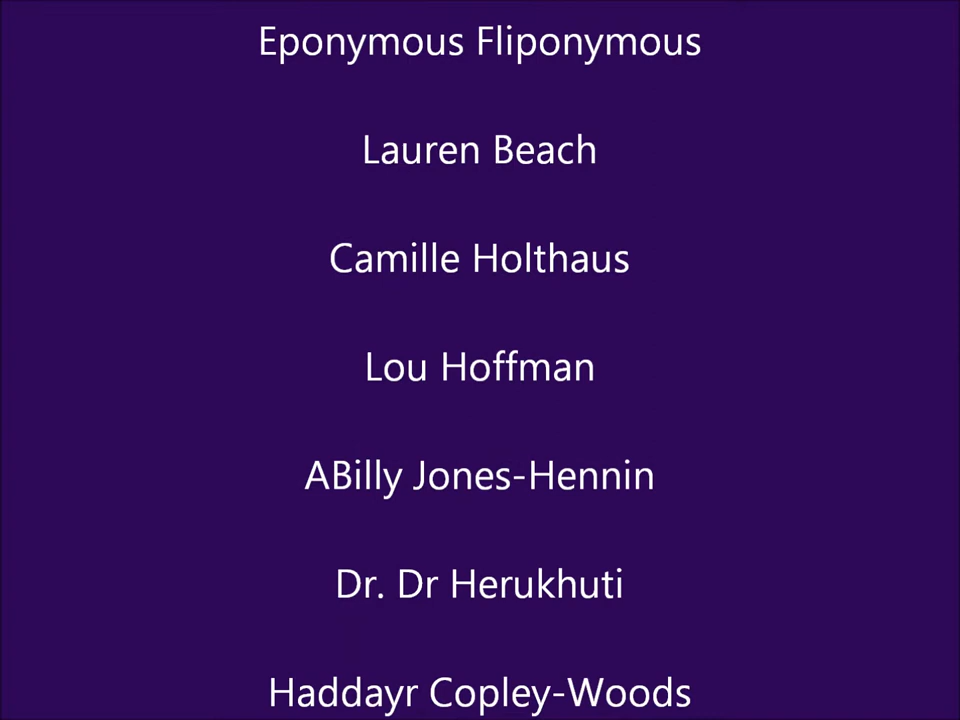 Eponymous Fliponymous
Lauren Beach
Camille Holthaus
Lou Hoffman
ABilly Jones-Hennin
Dr. Dr Herukhuti
Haddayr Copley-Woods